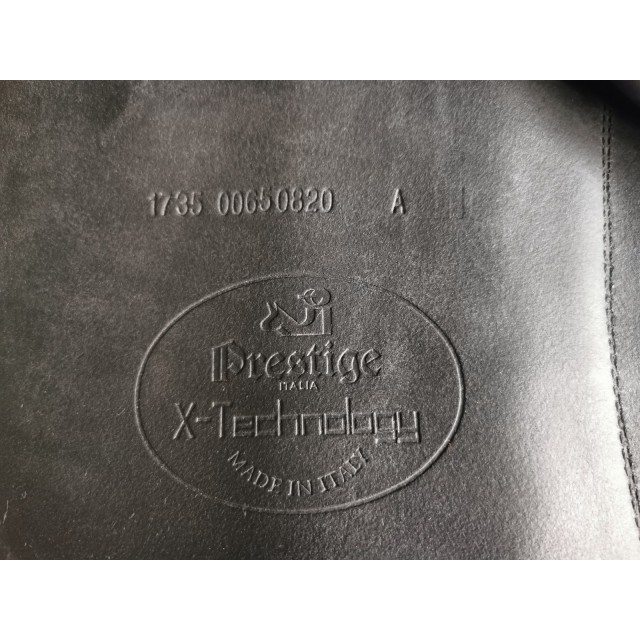 1735 00650820 A
Prestige
ITALIA
X-Technology
MADE IN ITALY